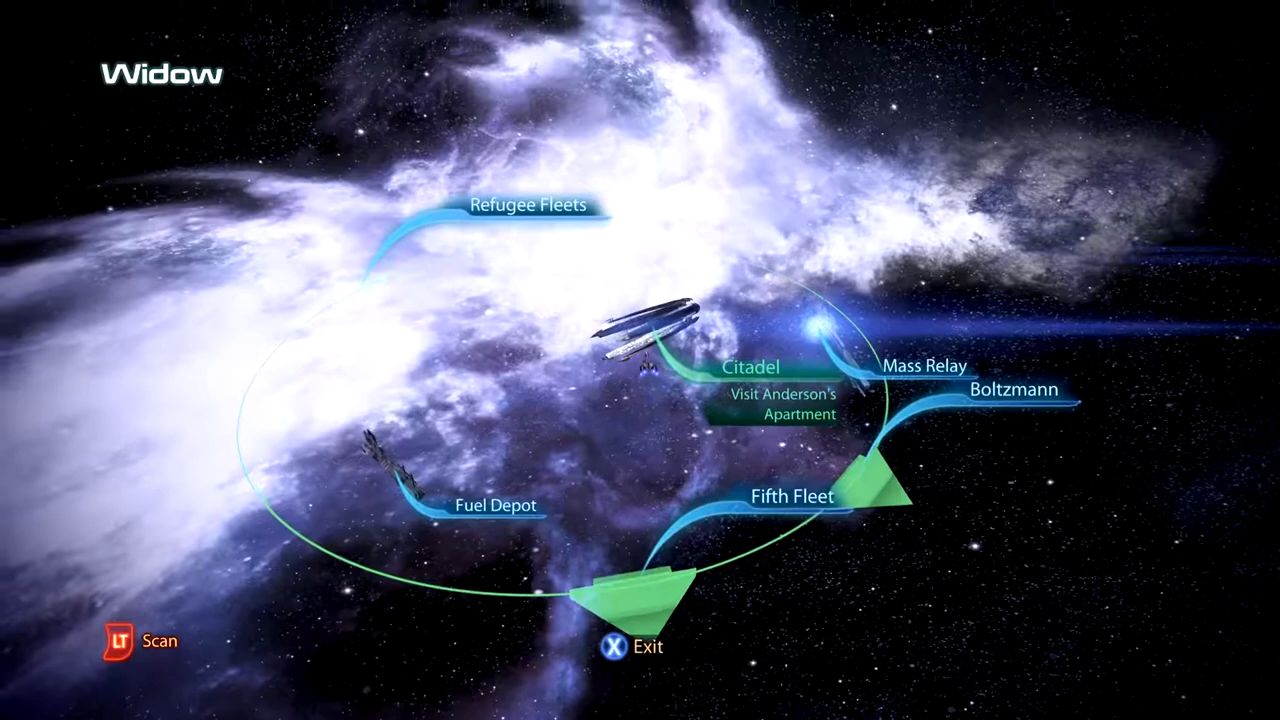 Widow
Refugee Fleets
Citadel
Visit Anderson's
Apartment
Mass Relay
Boltzmann
Fifth Fleet
Fuel Depot
LT Scan
X Exit